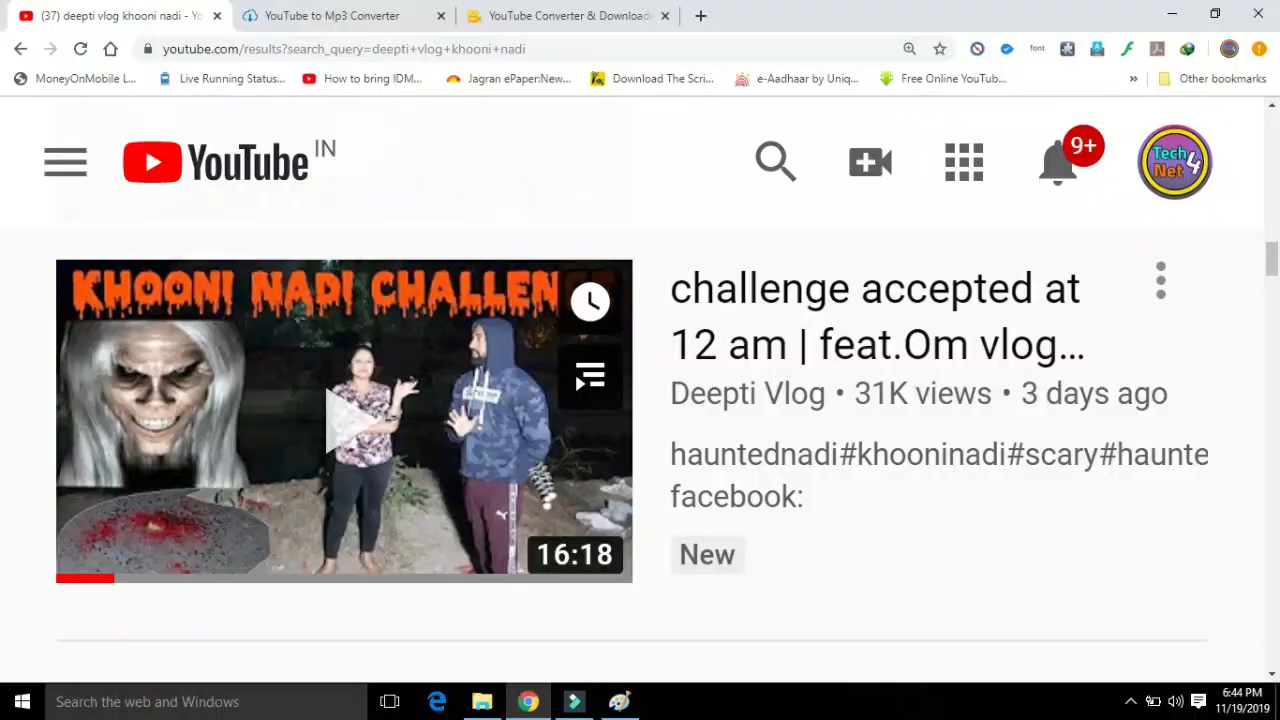 (37) deepti vlog khooni nadi - Yo
YouTube to Mp3 Converter
YouTube Converter & Download
youtube.com/results?search_query=deepti+vlog+khooni+nadi
font
MoneyOnMobile L...
Live Running Status...
How to bring IDM...
Jagran ePaper:New...
Download The Scri...
e-Aadhaar by Uniq...
Free Online YouTub...
»
Other bookmarks
YouTube IN
9+
Tech 4 Net
KHOONI NADI CHALLEN
16:18
challenge accepted at
12 am | feat.Om vlog...
Deepti Vlog • 31K views • 3 days ago
hauntednadi#khooninadi#scary#haunte
facebook:
New
Search the web and Windows
6:44 PM
11/19/2019